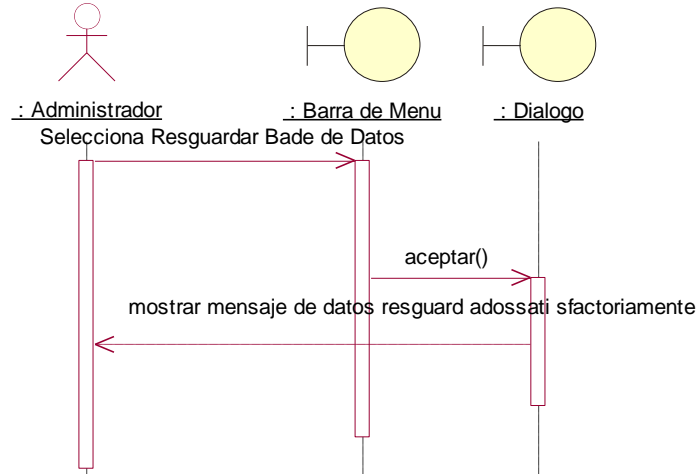 : Administrador
: Barra de Menu
: Dialogo
Selecciona Resguardar Bade de Datos
aceptar()
mostrar mensaje de datos resguard adossati sfactoriamente